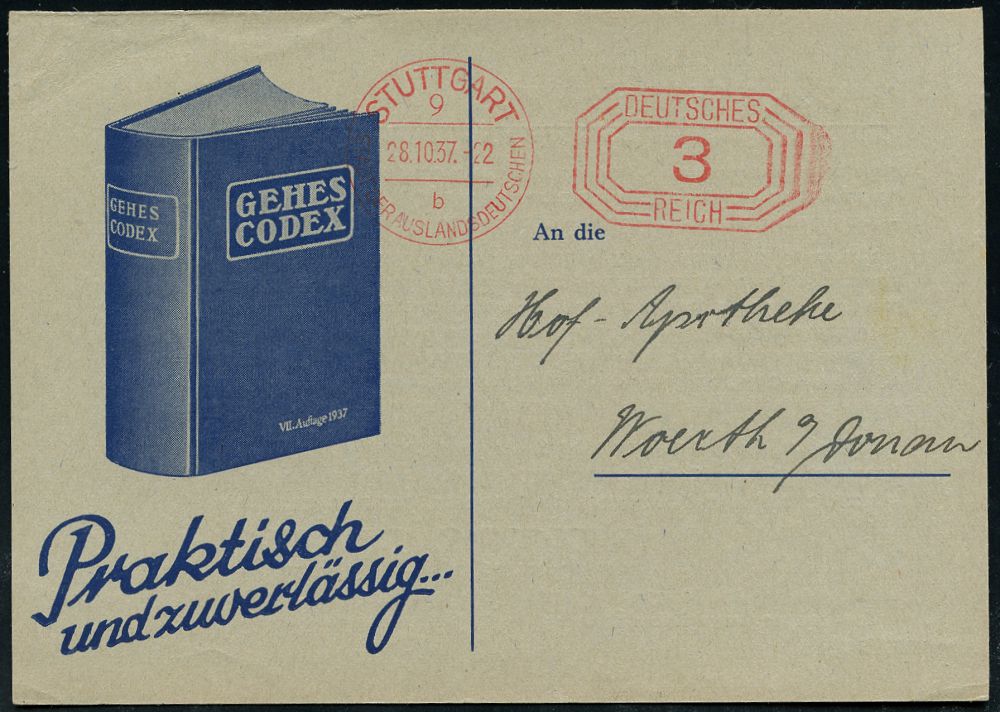 GEHES
CODEX
GEHES
CODEX
VII. Auflage 1937
Praktisch
und zuverlässig...
STUTTGART
9
28.10.37.-22
b
DER AUSLANDSDEUTSCHEN
DEUTSCHES
3
REICH
An die
Hof-Apotheke
Woerth a/Donau